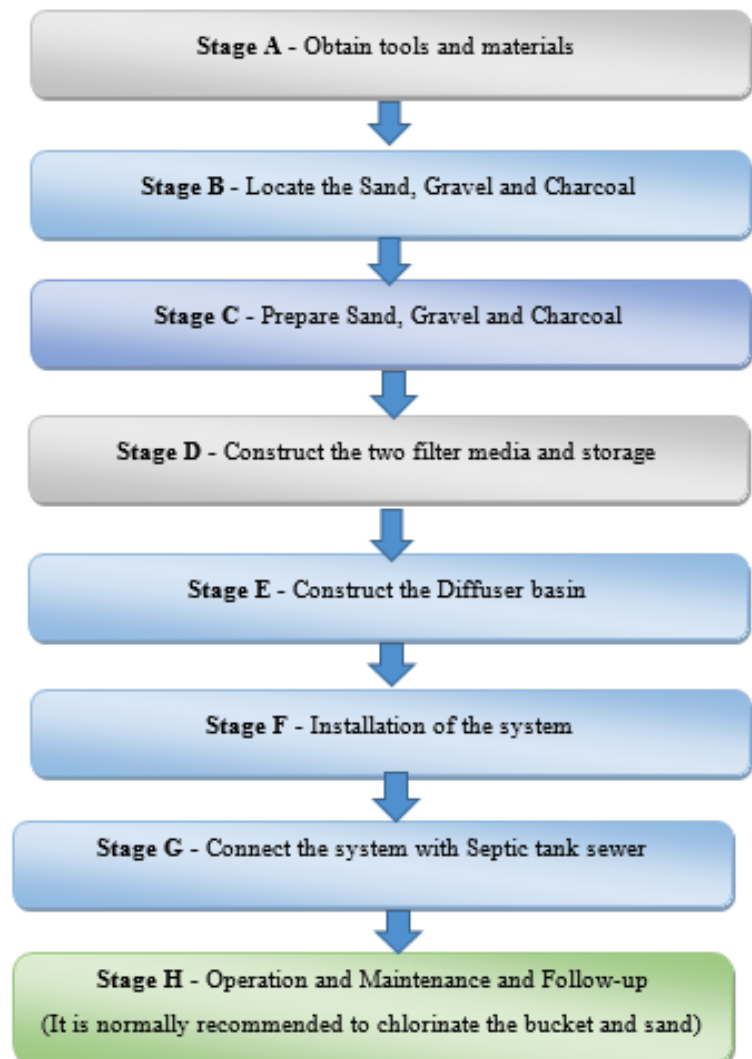 Stage A - Obtain tools and materials
Stage B - Locate the Sand, Gravel and Charcoal
Stage C - Prepare Sand, Gravel and Charcoal
Stage D - Construct the two filter media and storage
Stage E - Construct the Diffuser basin
Stage F - Installation of the system
Stage G - Connect the system with Septic tank sewer
Stage H - Operation and Maintenance and Follow-up
(It is normally recommended to chlorinate the bucket and sand)